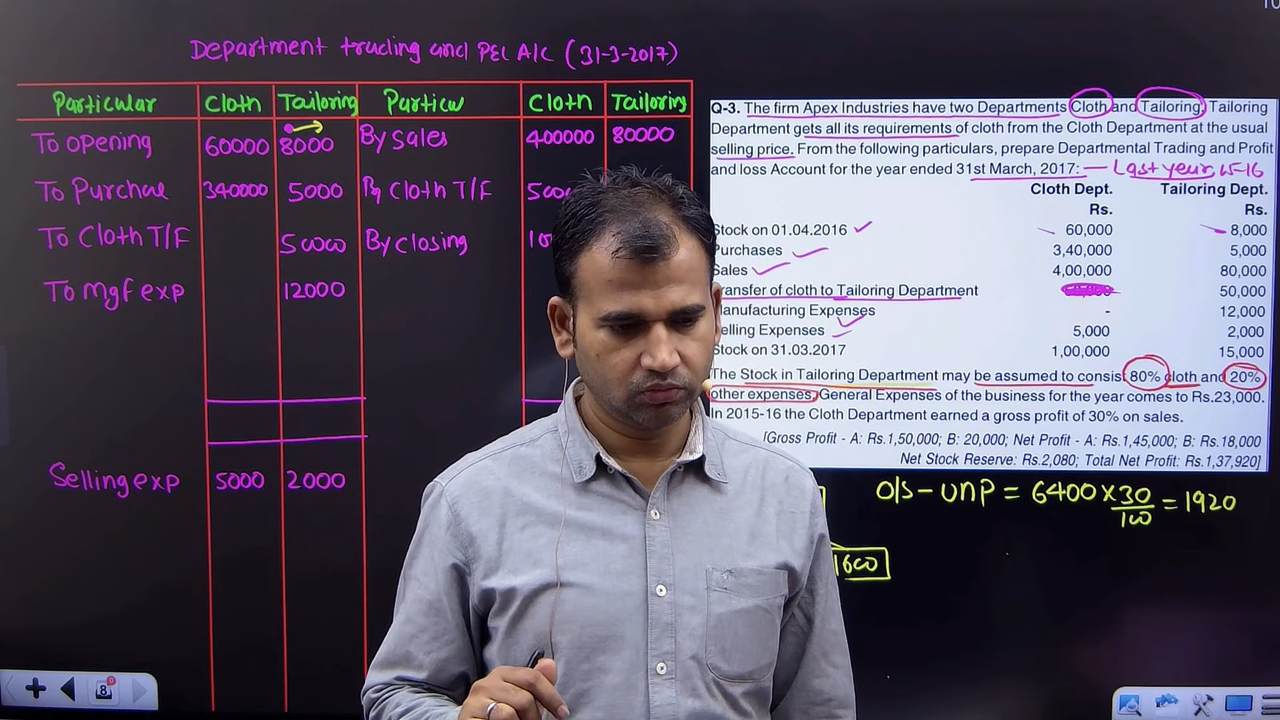 Department trading and P&L A/C (31-3-2017)
Particular Cloth Tailoring Particu Cloth Tailoring
To opening 60000 8000 By sales 400000 80000
To Purchae 340000 5000 By Cloth T/F 500
To Cloth T/F 50000 By closing 10
To mgf exp 12000
Selling exp 5000 2000
Q-3. The firm Apex Industries have two Departments Cloth and Tailoring. Tailoring
Department gets all its requirements of cloth from the Cloth Department at the usual
selling price. From the following particulars, prepare Departmental Trading and Profit
and loss Account for the year ended 31st March, 2017: — Last year, 15-16
Cloth Dept. Tailoring Dept.
Rs. Rs.
Stock on 01.04.2016 60,000 8,000
Purchases 3,40,000 5,000
Sales 4,00,000 80,000
Transfer of cloth to Tailoring Department 50,000
Manufacturing Expenses - 12,000
Selling Expenses 5,000 2,000
Stock on 31.03.2017 1,00,000 15,000
The Stock in Tailoring Department may be assumed to consist 80% cloth and 20%
other expenses. General Expenses of the business for the year comes to Rs.23,000.
In 2015-16 the Cloth Department earned a gross profit of 30% on sales.
[Gross Profit - A: Rs.1,50,000; B: 20,000; Net Profit - A: Rs.1,45,000; B: Rs.18,000
Net Stock Reserve: Rs.2,080; Total Net Profit: Rs.1,37,920]
O/S - UNP = 6400 × 30/100 = 1920
1600
8